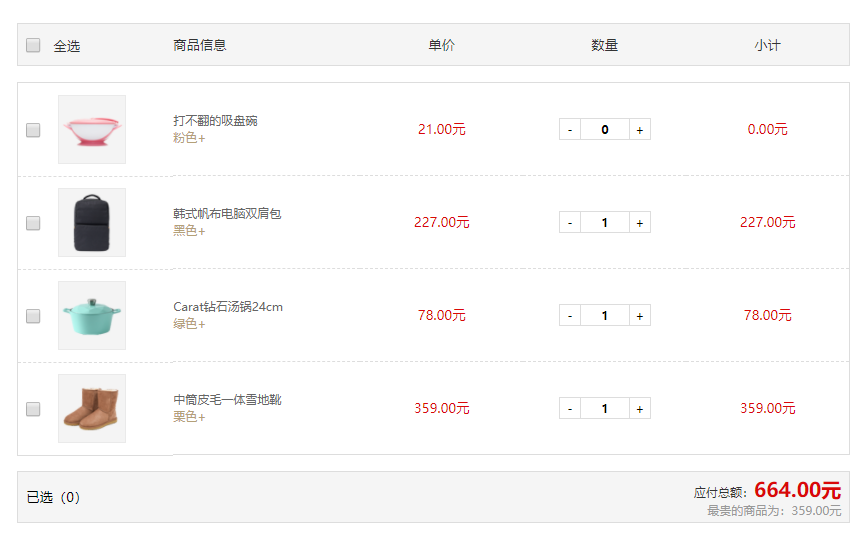 全选 商品信息 单价 数量 小计
打不翻的吸盘碗
粉色+
21.00元 - 0 + 0.00元
韩式帆布电脑双肩包
黑色+
227.00元 - 1 + 227.00元
Carat钻石汤锅24cm
绿色+
78.00元 - 1 + 78.00元
中筒皮毛一体雪地靴
栗色+
359.00元 - 1 + 359.00元
已选（0）
应付总额：664.00元
最贵的商品为：359.00元